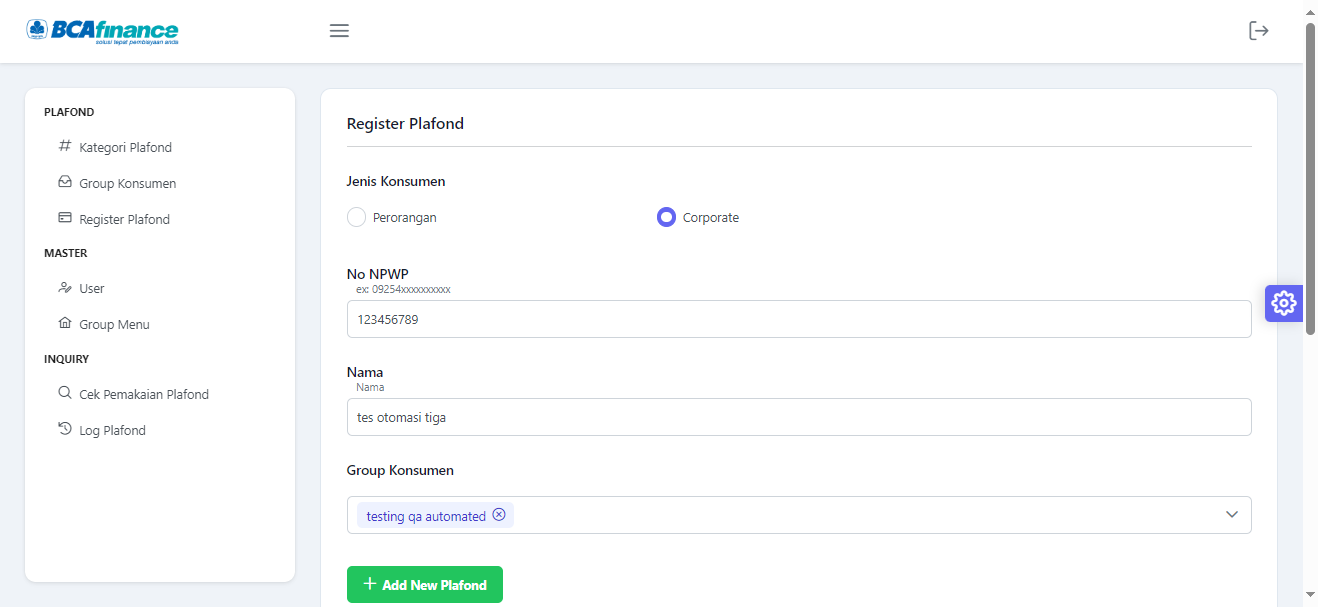 BCAfinance
solusi tepat pembiayaan anda
PLAFOND
Kategori Plafond
Group Konsumen
Register Plafond
MASTER
User
Group Menu
INQUIRY
Cek Pemakaian Plafond
Log Plafond
Register Plafond
Jenis Konsumen
Perorangan
Corporate
No NPWP
ex: 09254xxxxxxxxxx
123456789
Nama
Nama
tes otomasi tiga
Group Konsumen
testing qa automated
Add New Plafond